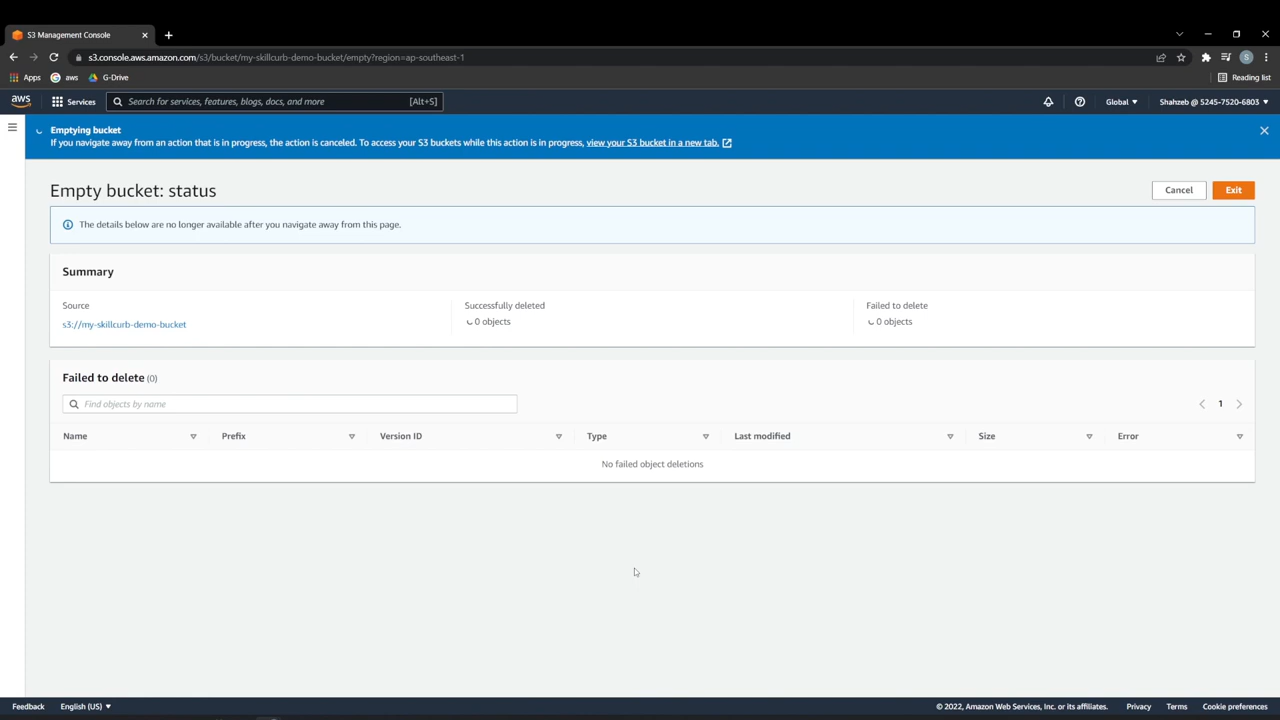 S3 Management Console
s3.console.aws.amazon.com/s3/bucket/my-skillcurb-demo-bucket/empty?region=ap-southeast-1
Apps aws G-Drive Reading list
aws Services Search for services, features, blogs, docs, and more [Alt+S] Global Shahzeb @ 5245-7520-6803
Emptying bucket
If you navigate away from an action that is in progress, the action is canceled. To access your S3 buckets while this action is in progress, view your S3 bucket in a new tab.
Empty bucket: status Cancel Exit
The details below are no longer available after you navigate away from this page.
Summary
Source Successfully deleted Failed to delete
s3://my-skillcurb-demo-bucket 0 objects 0 objects
Failed to delete (0)
Find objects by name 1
Name Prefix Version ID Type Last modified Size Error
No failed object deletions
Feedback English (US) © 2022, Amazon Web Services, Inc. or its affiliates. Privacy Terms Cookie preferences